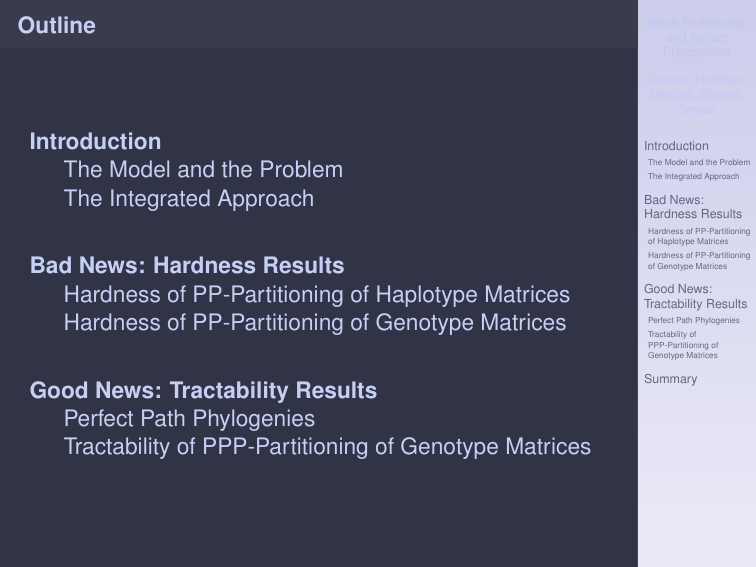 Outline
Introduction
The Model and the Problem
The Integrated Approach
Bad News: Hardness Results
Hardness of PP-Partitioning of Haplotype Matrices
Hardness of PP-Partitioning of Genotype Matrices
Good News: Tractability Results
Perfect Path Phylogenies
Tractability of PPP-Partitioning of Genotype Matrices
Block Partitioning
and Perfect
Phylogenies
Gramm, Hartman,
Nierhoff, Sharan,
Tantau
Introduction
The Model and the Problem
The Integrated Approach
Bad News:
Hardness Results
Hardness of PP-Partitioning
of Haplotype Matrices
Hardness of PP-Partitioning
of Genotype Matrices
Good News:
Tractability Results
Perfect Path Phylogenies
Tractability of
PPP-Partitioning of
Genotype Matrices
Summary